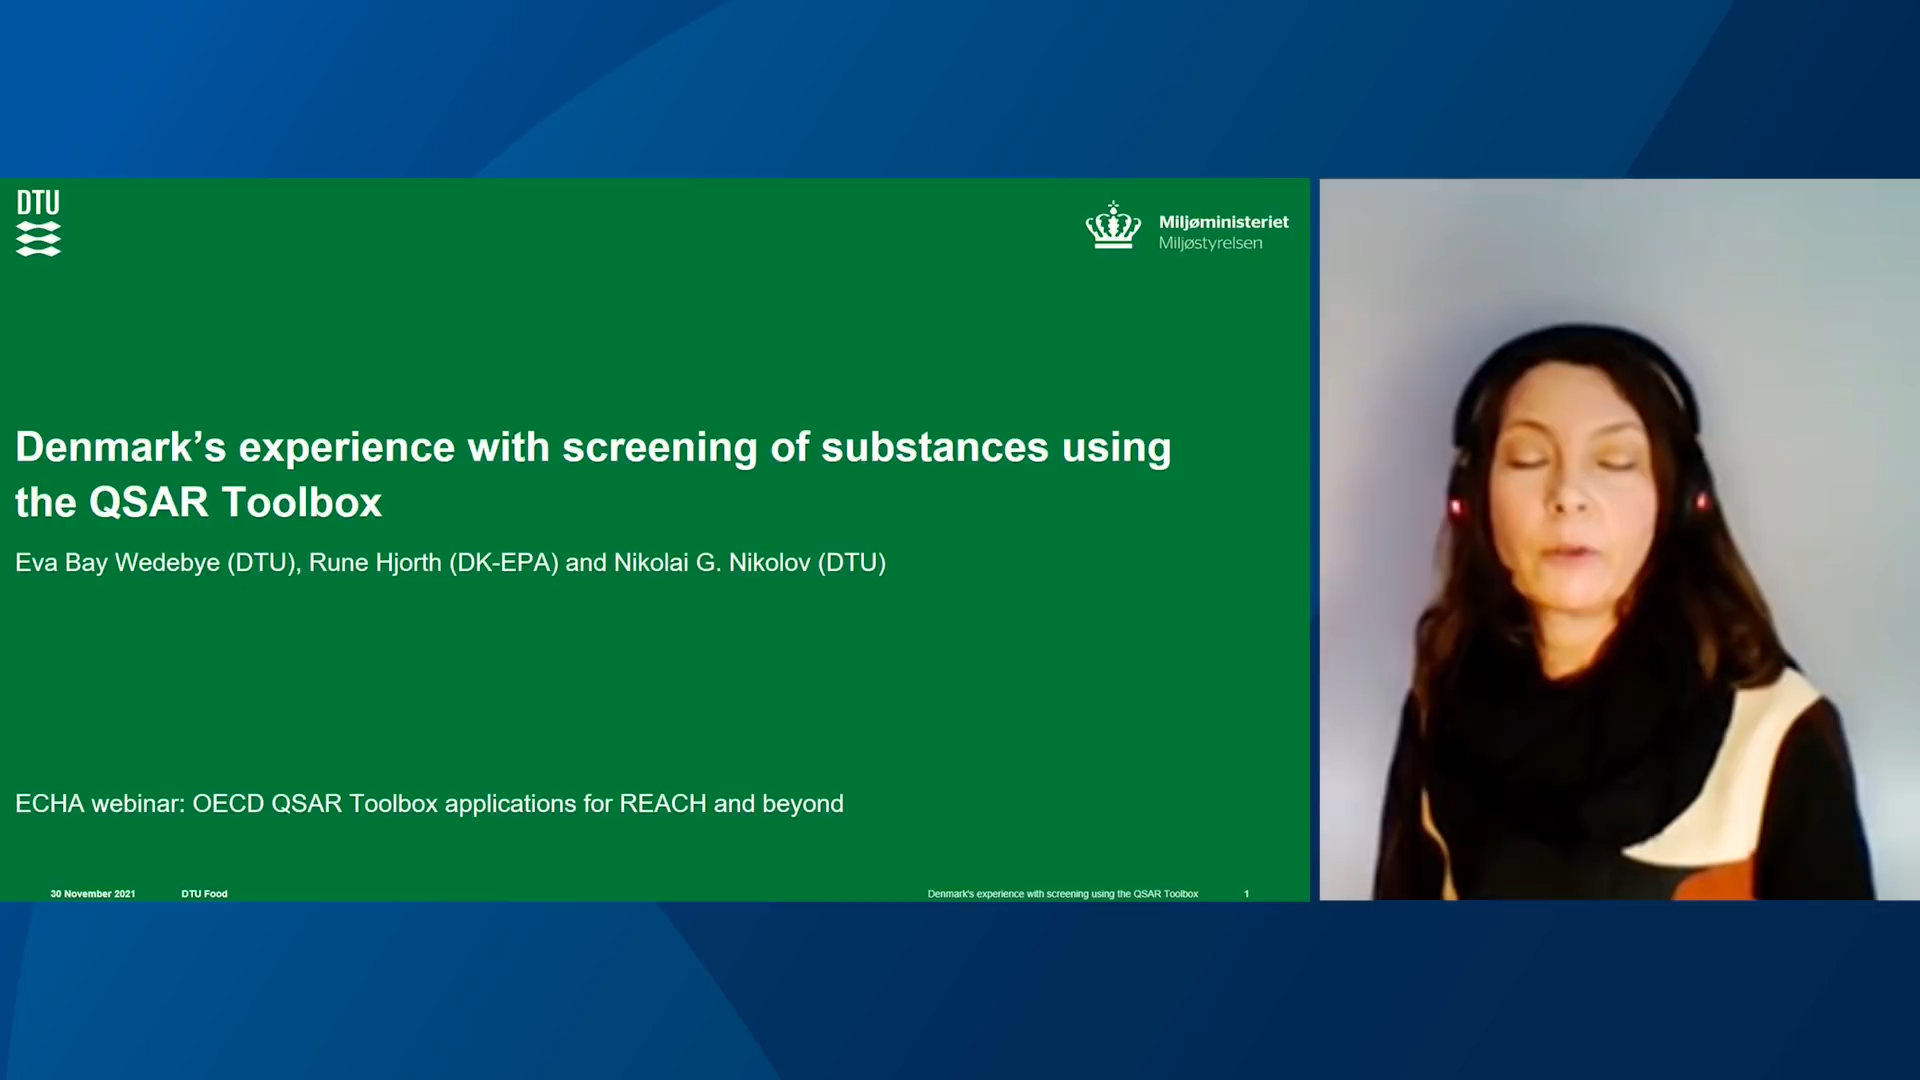 DTU
Miljøministeriet
Miljøstyrelsen
Denmark’s experience with screening of substances using
the QSAR Toolbox
Eva Bay Wedebye (DTU), Rune Hjorth (DK-EPA) and Nikolai G. Nikolov (DTU)
ECHA webinar: OECD QSAR Toolbox applications for REACH and beyond
30 November 2021 DTU Food Denmark's experience with screening using the QSAR Toolbox 1